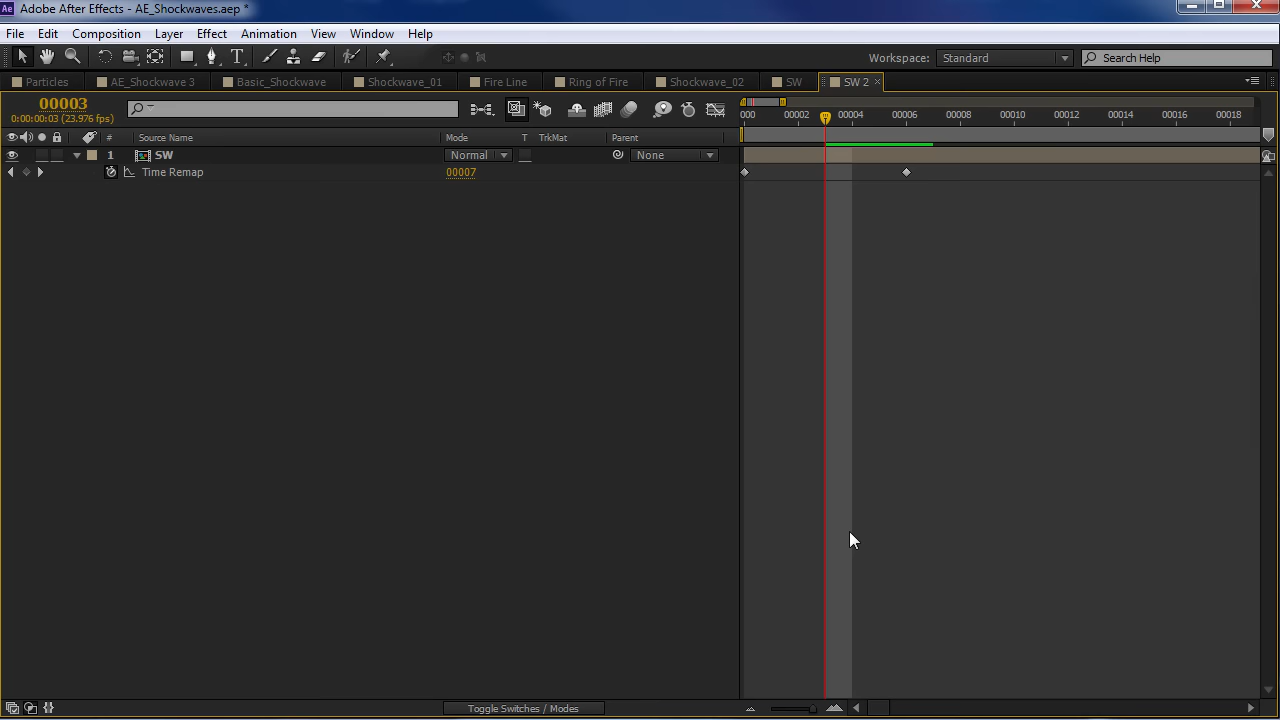 Ae Adobe After Effects - AE_Shockwaves.aep *
File Edit Composition Layer Effect Animation View Window Help
T Workspace: Standard Search Help
Particles AE_Shockwave 3 Basic_Shockwave Shockwave_01 Fire Line Ring of Fire Shockwave_02 SW SW 2 ×
00003
0:00:00:03 (23.976 fps)
000 00002 00004 00006 00008 00010 00012 00014 00016 00018
# Source Name Mode T TrkMat Parent
1 SW Normal None
Time Remap 00007
Toggle Switches / Modes